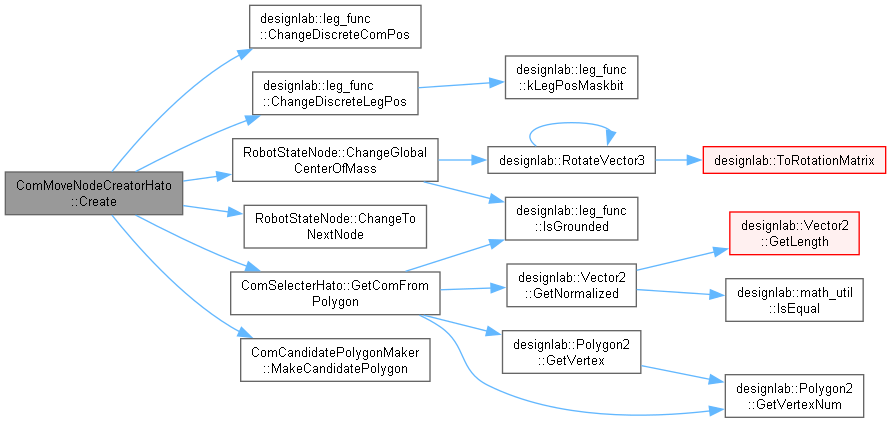 designlab::leg_func
::ChangeDiscreteComPos
designlab::leg_func
::ChangeDiscreteLegPos
designlab::leg_func
::kLegPosMaskbit
RobotStateNode::ChangeGlobal
CenterOfMass
designlab::RotateVector3
designlab::ToRotationMatrix
ComMoveNodeCreatorHato
::Create
RobotStateNode::ChangeTo
NextNode
designlab::leg_func
::IsGrounded
designlab::Vector2
::GetLength
ComSelecterHato::GetComFrom
Polygon
designlab::Vector2
::GetNormalized
designlab::math_util
::IsEqual
ComCandidatePolygonMaker
::MakeCandidatePolygon
designlab::Polygon2
::GetVertex
designlab::Polygon2
::GetVertexNum